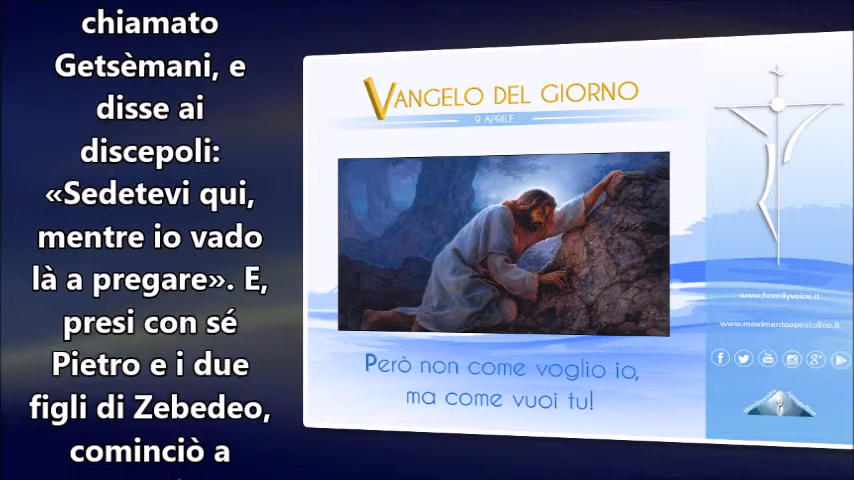 chiamato
Getsèmani, e
disse ai
discepoli:
«Sedetevi qui,
mentre io vado
là a pregare». E,
presi con sé
Pietro e i due
figli di Zebedeo,
cominciò a
VANGELO DEL GIORNO
9 APRILE
Però non come voglio io,
ma come vuoi tu!
www.homilyvoice.it
www.movimentoapostolico.it